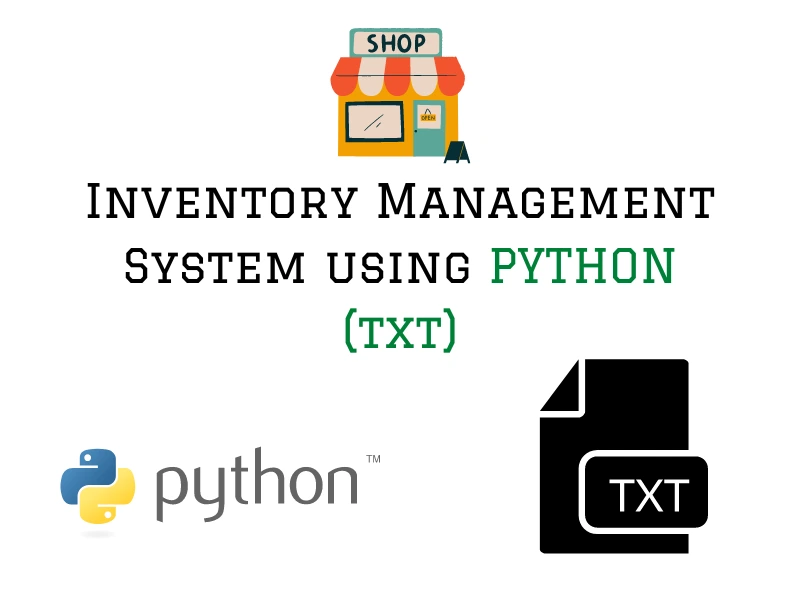 SHOP
OPEN
Inventory Management
System using PYTHON
(txt)
python™
TXT